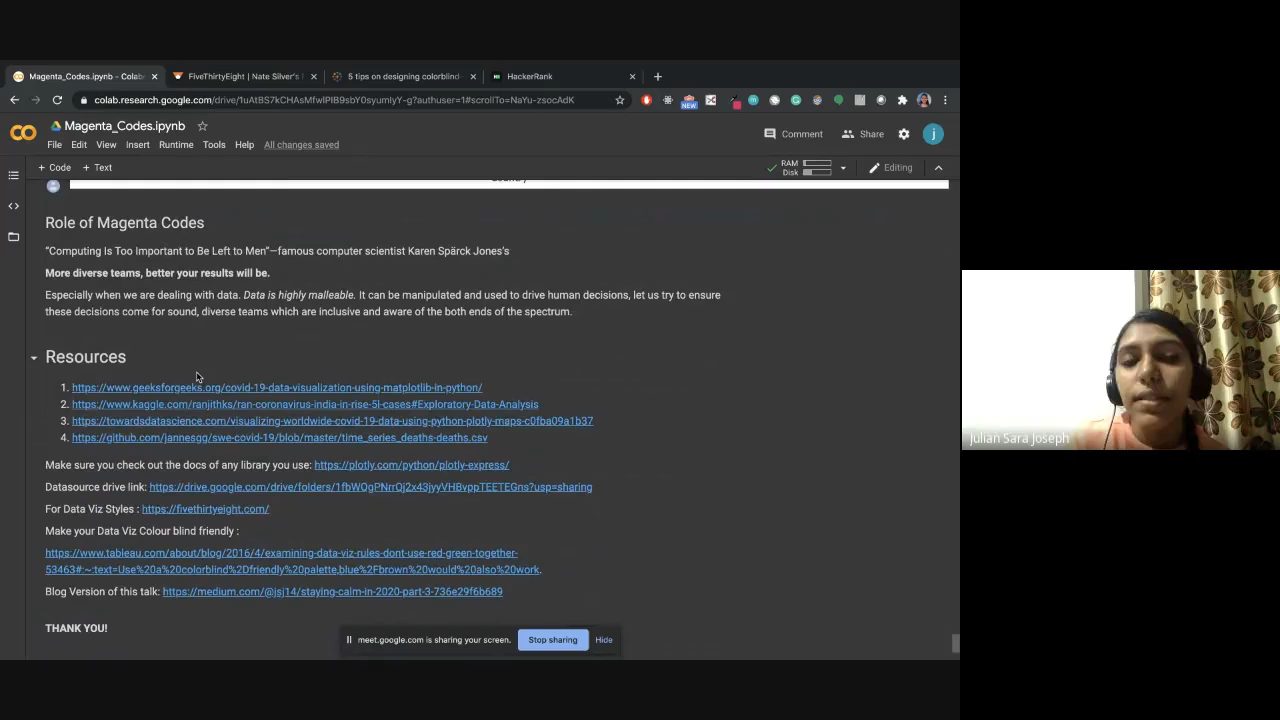 Magenta_Codes.ipynb - Colab
FiveThirtyEight | Nate Silver's
5 tips on designing colorblind-
HackerRank
colab.research.google.com/drive/1uAtBS7kCHAsMfwlPIB9sbY0syumlyY-g?authuser=1#scrollTo=NaYu-zsocAdK
NEW
CO
Magenta_Codes.ipynb
Comment
Share
j
File Edit View Insert Runtime Tools Help All changes saved
+ Code + Text
RAM
Disk
Editing
Role of Magenta Codes
“Computing Is Too Important to Be Left to Men”—famous computer scientist Karen Spärck Jones's
More diverse teams, better your results will be.
Especially when we are dealing with data. Data is highly malleable. It can be manipulated and used to drive human decisions, let us try to ensure
these decisions come for sound, diverse teams which are inclusive and aware of the both ends of the spectrum.
Resources
1. https://www.geeksforgeeks.org/covid-19-data-visualization-using-matplotlib-in-python/
2. https://www.kaggle.com/ranjithks/ran-coronavirus-india-in-rise-5l-cases#Exploratory-Data-Analysis
3. https://towardsdatascience.com/visualizing-worldwide-covid-19-data-using-python-plotly-maps-c0fba09a1b37
4. https://github.com/jannesgg/swe-covid-19/blob/master/time_series_deaths-deaths.csv
Make sure you check out the docs of any library you use: https://plotly.com/python/plotly-express/
Datasource drive link: https://drive.google.com/drive/folders/1fbWOgPNrrOj2x43jyyVHBvppTEETEGns?usp=sharing
For Data Viz Styles : https://fivethirtyeight.com/
Make your Data Viz Colour blind friendly :
https://www.tableau.com/about/blog/2016/4/examining-data-viz-rules-dont-use-red-green-together-
53463#:~:text=Use%20a%20colorblind%2Dfriendly%20palette,blue%2Fbrown%20would%20also%20work.
Blog Version of this talk: https://medium.com/@jsj14/staying-calm-in-2020-part-3-736e29f6b689
THANK YOU!
meet.google.com is sharing your screen.
Stop sharing
Hide
Julian Sara Joseph